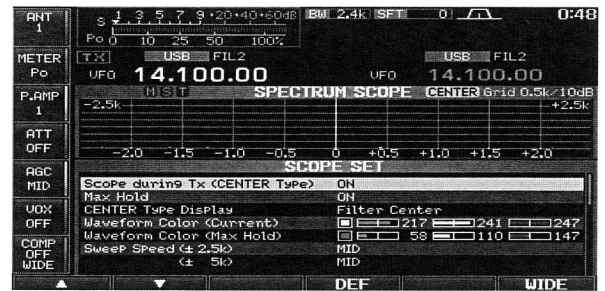 ANT
1
S 1 3 5 7 9 +20+40+60dB
Po 0 10 25 50 100%
BW 2.4k SFT 0
0:48
METER
Po
TX USB FIL2
USB FIL2
VFO 14.100.00
VFO 14.100.00
P.AMP
1
M S T SPECTRUM SCOPE CENTER Grid 0.5k/10dB
-2.5k +2.5k
ATT
OFF
-2.0 -1.5 -1.0 -0.5 0 +0.5 +1.0 +1.5 +2.0
SCOPE SET
AGC
MID
Scope during Tx (CENTER Type) ON
Max Hold ON
CENTER Type Display Filter Center
VOX
OFF
Waveform Color (Current) 217 241 247
Waveform Color (Max Hold) 58 110 147
COMP
OFF
WIDE
Sweep Speed (± 2.5k) MID
(± 5k) MID
DEF WIDE